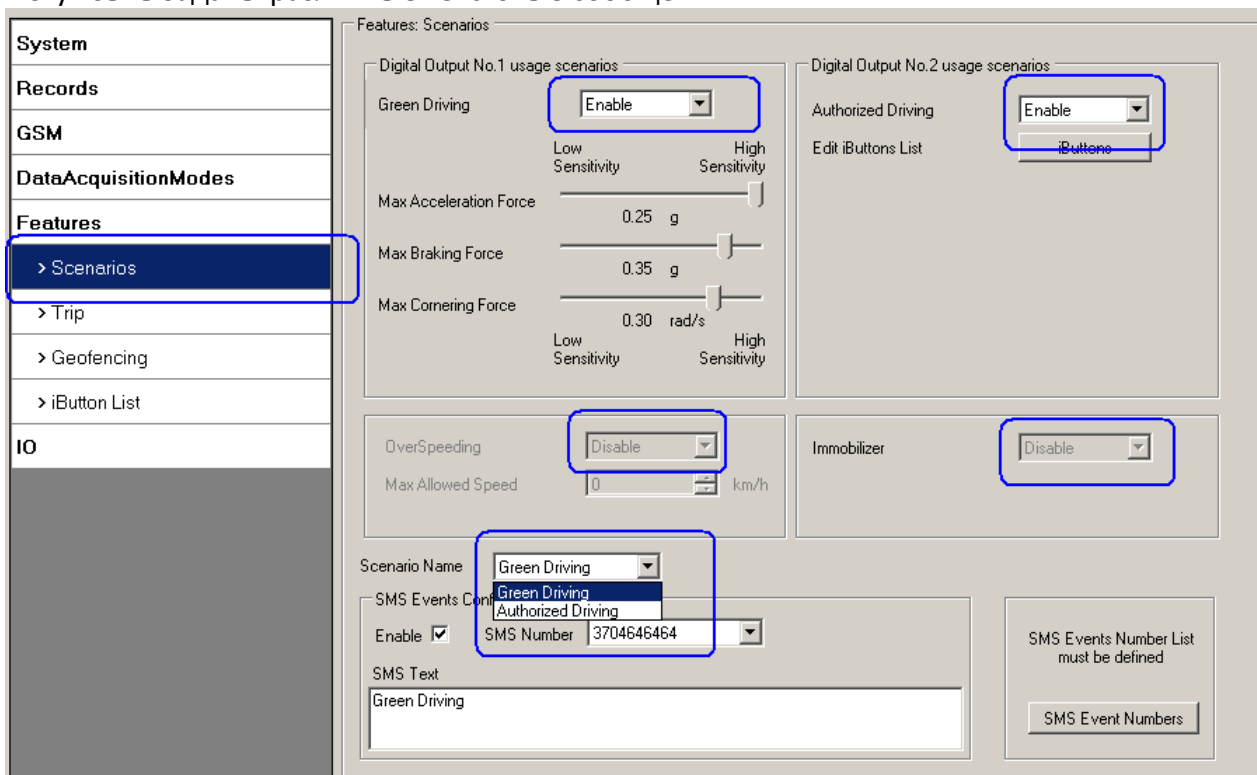 System
Records
GSM
DataAcquisitionModes
Features
> Scenarios
> Trip
> Geofencing
> iButton List
IO
Features: Scenarios
Digital Output No.1 usage scenarios
Green Driving Enable
Low Sensitivity High Sensitivity
Max Acceleration Force
0.25 g
Max Braking Force
0.35 g
Max Cornering Force
0.30 rad/s
Low Sensitivity High Sensitivity
Digital Output No.2 usage scenarios
Authorized Driving Enable
Edit iButtons List iButtons
OverSpeeding Disable
Max Allowed Speed 0 km/h
Immobilizer Disable
Scenario Name Green Driving
Green Driving
Authorized Driving
SMS Events
Enable SMS Number 3704646464
SMS Text
Green Driving
SMS Events Number List
must be defined
SMS Event Numbers